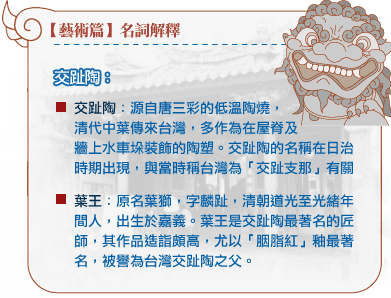 【藝術篇】名詞解釋
交趾陶：
交趾陶：源自唐三彩的低溫陶燒，
清代中葉傳來台灣，多作為在屋脊及
牆上水車垛裝飾的陶塑。交趾陶的名稱在日治
時期出現，與當時稱台灣為「交趾支那」有關
葉王：原名葉獅，字麟趾，清朝道光至光緒年
間人，出生於嘉義。葉王是交趾陶最著名的匠
師，其作品造詣頗高，尤以「胭脂紅」釉最著
名，被譽為台灣交趾陶之父。